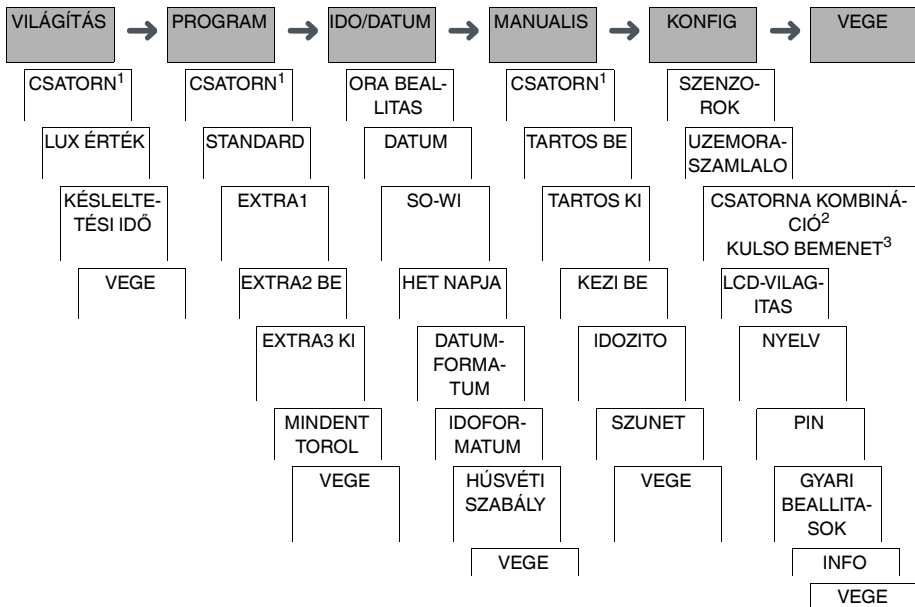 VILÁGÍTÁS
PROGRAM
IDO/DATUM
MANUALIS
KONFIG
VEGE
CSATORN1
LUX ÉRTÉK
KÉSLELTE-
TÉSI IDŐ
VEGE
CSATORN1
STANDARD
EXTRA1
EXTRA2 BE
EXTRA3 KI
MINDENT
TOROL
VEGE
ORA BEAL-
LITAS
DATUM
SO-WI
HET NAPJA
DATUM-
FORMA-
TUM
IDOFOR-
MATUM
HÚSVÉTI
SZABÁLY
VEGE
CSATORN1
TARTOS BE
TARTOS KI
KEZI BE
IDOZITO
SZUNET
VEGE
SZENZO-
ROK
UZEMORA-
SZAMLALO
CSATORNA KOMBINÁ-
CIÓ2
KULSO BEMENET3
LCD-VILAG-
ITAS
NYELV
PIN
GYARI
BEALLITA-
SOK
INFO
VEGE